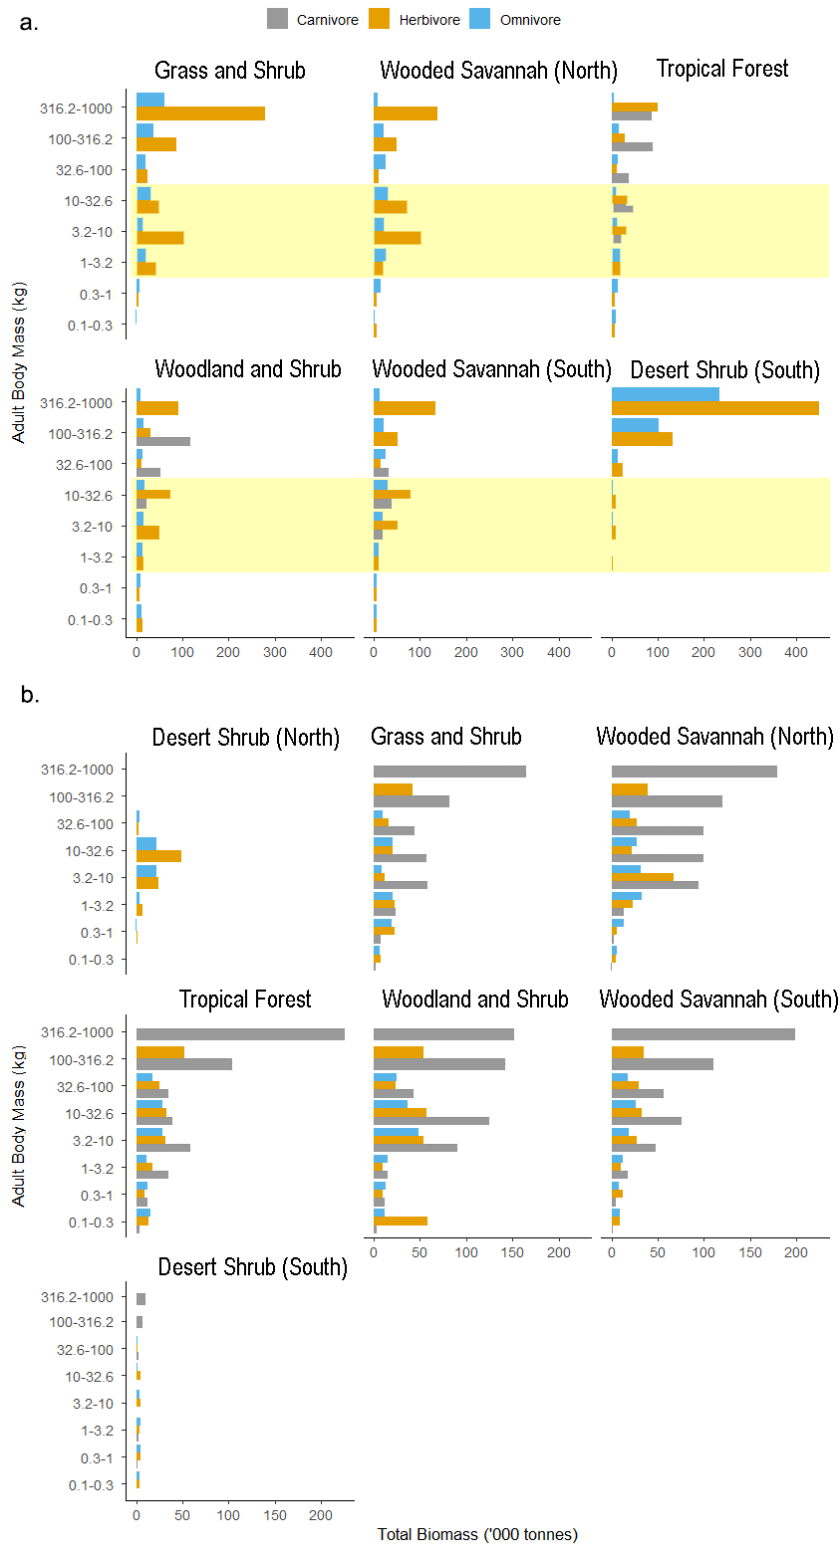 a.
Carnivore Herbivore Omnivore
Grass and Shrub Wooded Savannah (North) Tropical Forest
316.2-1000
100-316.2
32.6-100
10-32.6
3.2-10
1-3.2
0.3-1
0.1-0.3
Adult Body Mass (kg)
Woodland and Shrub Wooded Savannah (South) Desert Shrub (South)
316.2-1000
100-316.2
32.6-100
10-32.6
3.2-10
1-3.2
0.3-1
0.1-0.3
0 100 200 300 400 0 100 200 300 400 0 100 200 300 400
b.
Desert Shrub (North) Grass and Shrub Wooded Savannah (North)
316.2-1000
100-316.2
32.6-100
10-32.6
3.2-10
1-3.2
0.3-1
0.1-0.3
Tropical Forest Woodland and Shrub Wooded Savannah (South)
316.2-1000
100-316.2
32.6-100
10-32.6
3.2-10
1-3.2
0.3-1
0.1-0.3
Adult Body Mass (kg)
0 50 100 150 200 0 50 100 150 200
Desert Shrub (South)
316.2-1000
100-316.2
32.6-100
10-32.6
3.2-10
1-3.2
0.3-1
0.1-0.3
0 50 100 150 200
Total Biomass ('000 tonnes)